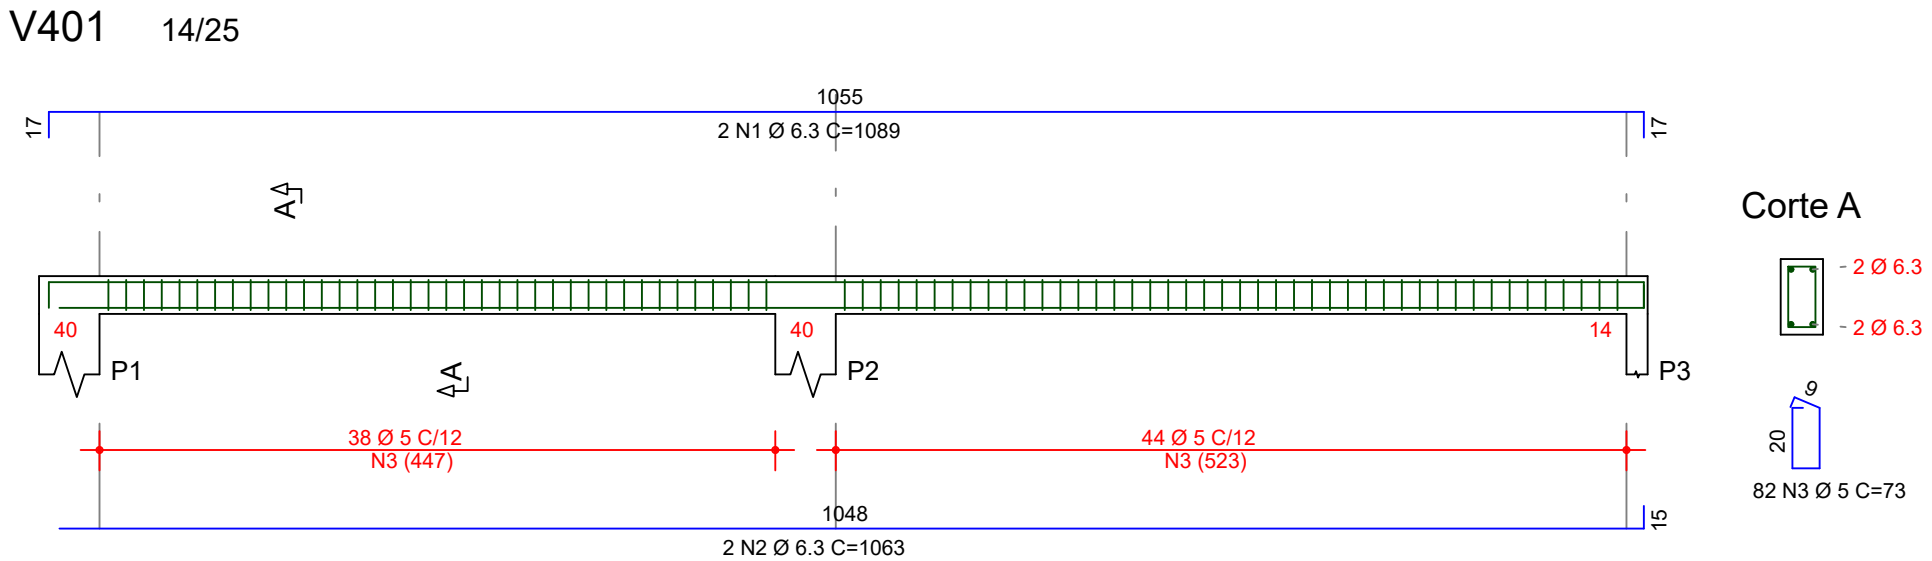 V401 14/25
1055
17
2 N1 Ø 6.3 C=1089
17
A
Corte A
2 Ø 6.3
2 Ø 6.3
40
40
14
P1
A
P2
P3
9
20
82 N3 Ø 5 C=73
38 Ø 5 C/12
N3 (447)
44 Ø 5 C/12
N3 (523)
1048
15
2 N2 Ø 6.3 C=1063